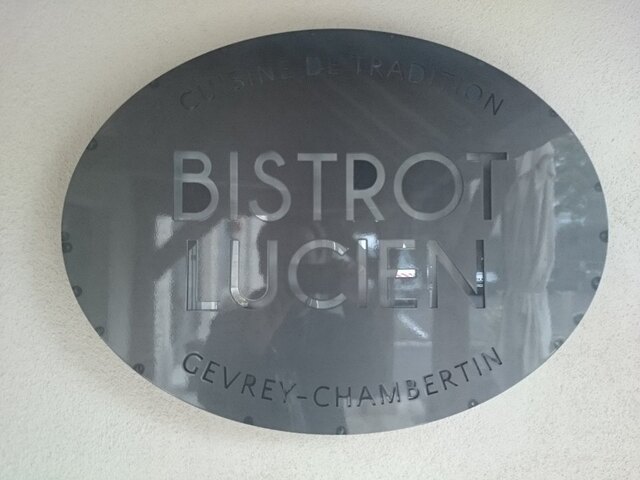 CUISINE DE TRADITION
BISTROT
LUCIEN
GEVREY-CHAMBERTIN